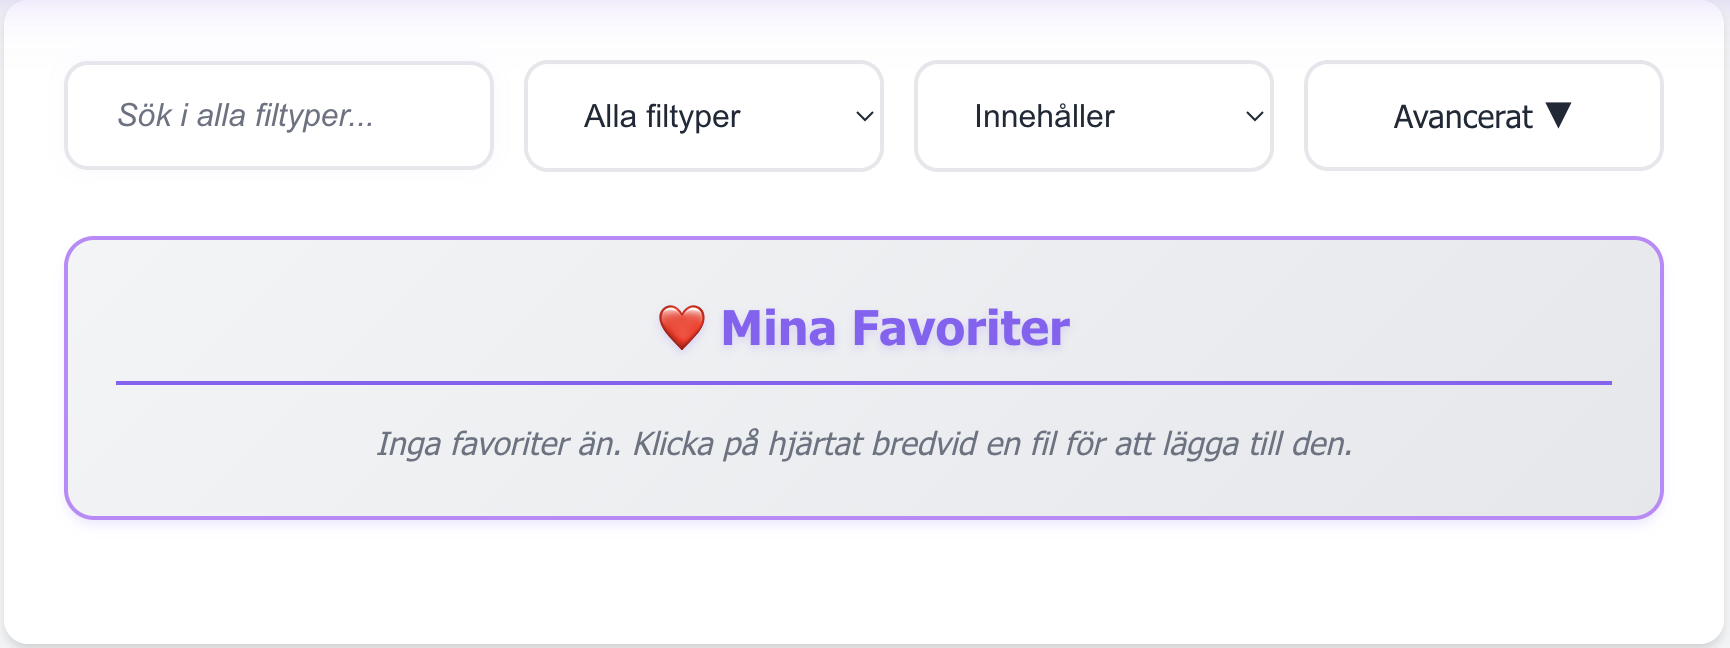 Sök i alla filtyper...
Alla filtyper
Innehåller
Avancerat ▼
❤️ Mina Favoriter
Inga favoriter än. Klicka på hjärtat bredvid en fil för att lägga till den.